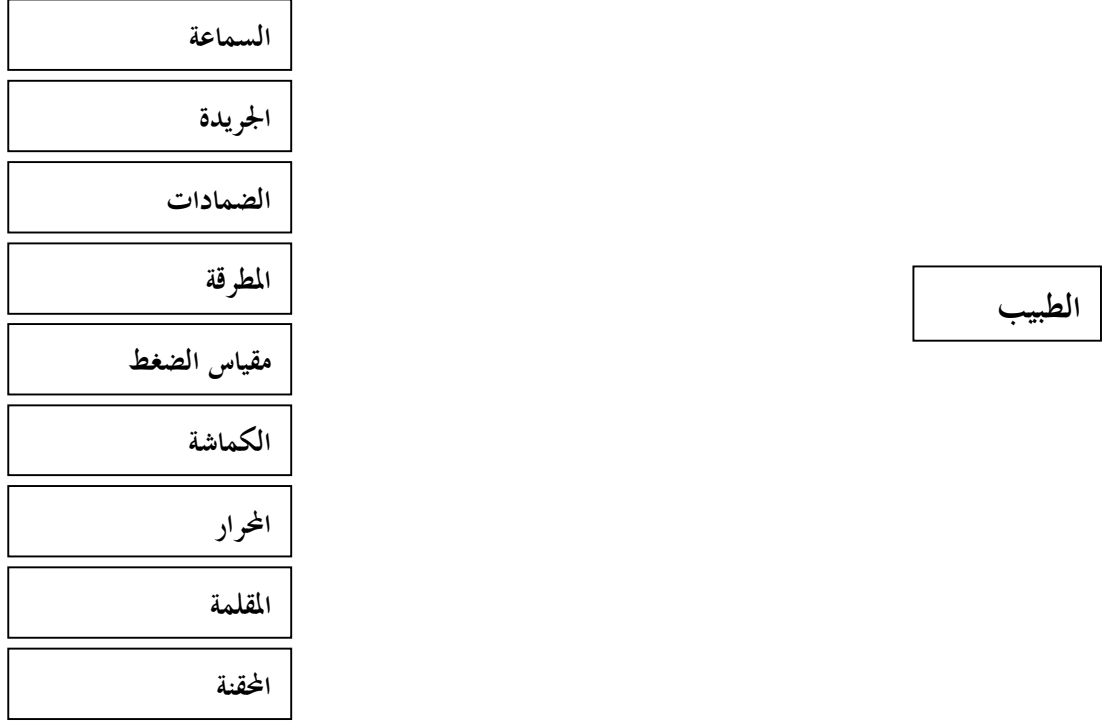 السماعة
الجريدة
الضمادات
المطرقة
الطبيب
مقياس الضغط
الكماشة
المحرار
المقلمة
المحقنة